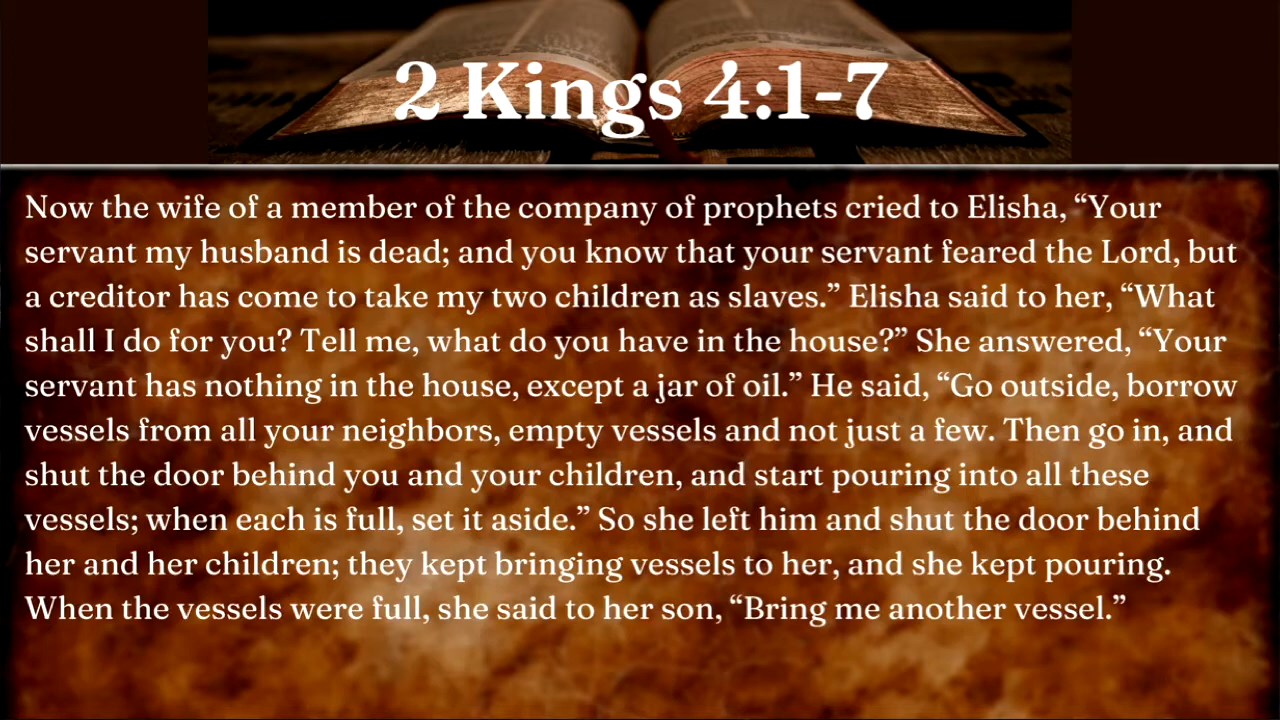 2 Kings 4:1-7
Now the wife of a member of the company of prophets cried to Elisha, “Your
servant my husband is dead; and you know that your servant feared the Lord, but
a creditor has come to take my two children as slaves.” Elisha said to her, “What
shall I do for you? Tell me, what do you have in the house?” She answered, “Your
servant has nothing in the house, except a jar of oil.” He said, “Go outside, borrow
vessels from all your neighbors, empty vessels and not just a few. Then go in, and
shut the door behind you and your children, and start pouring into all these
vessels; when each is full, set it aside.” So she left him and shut the door behind
her and her children; they kept bringing vessels to her, and she kept pouring.
When the vessels were full, she said to her son, “Bring me another vessel.”